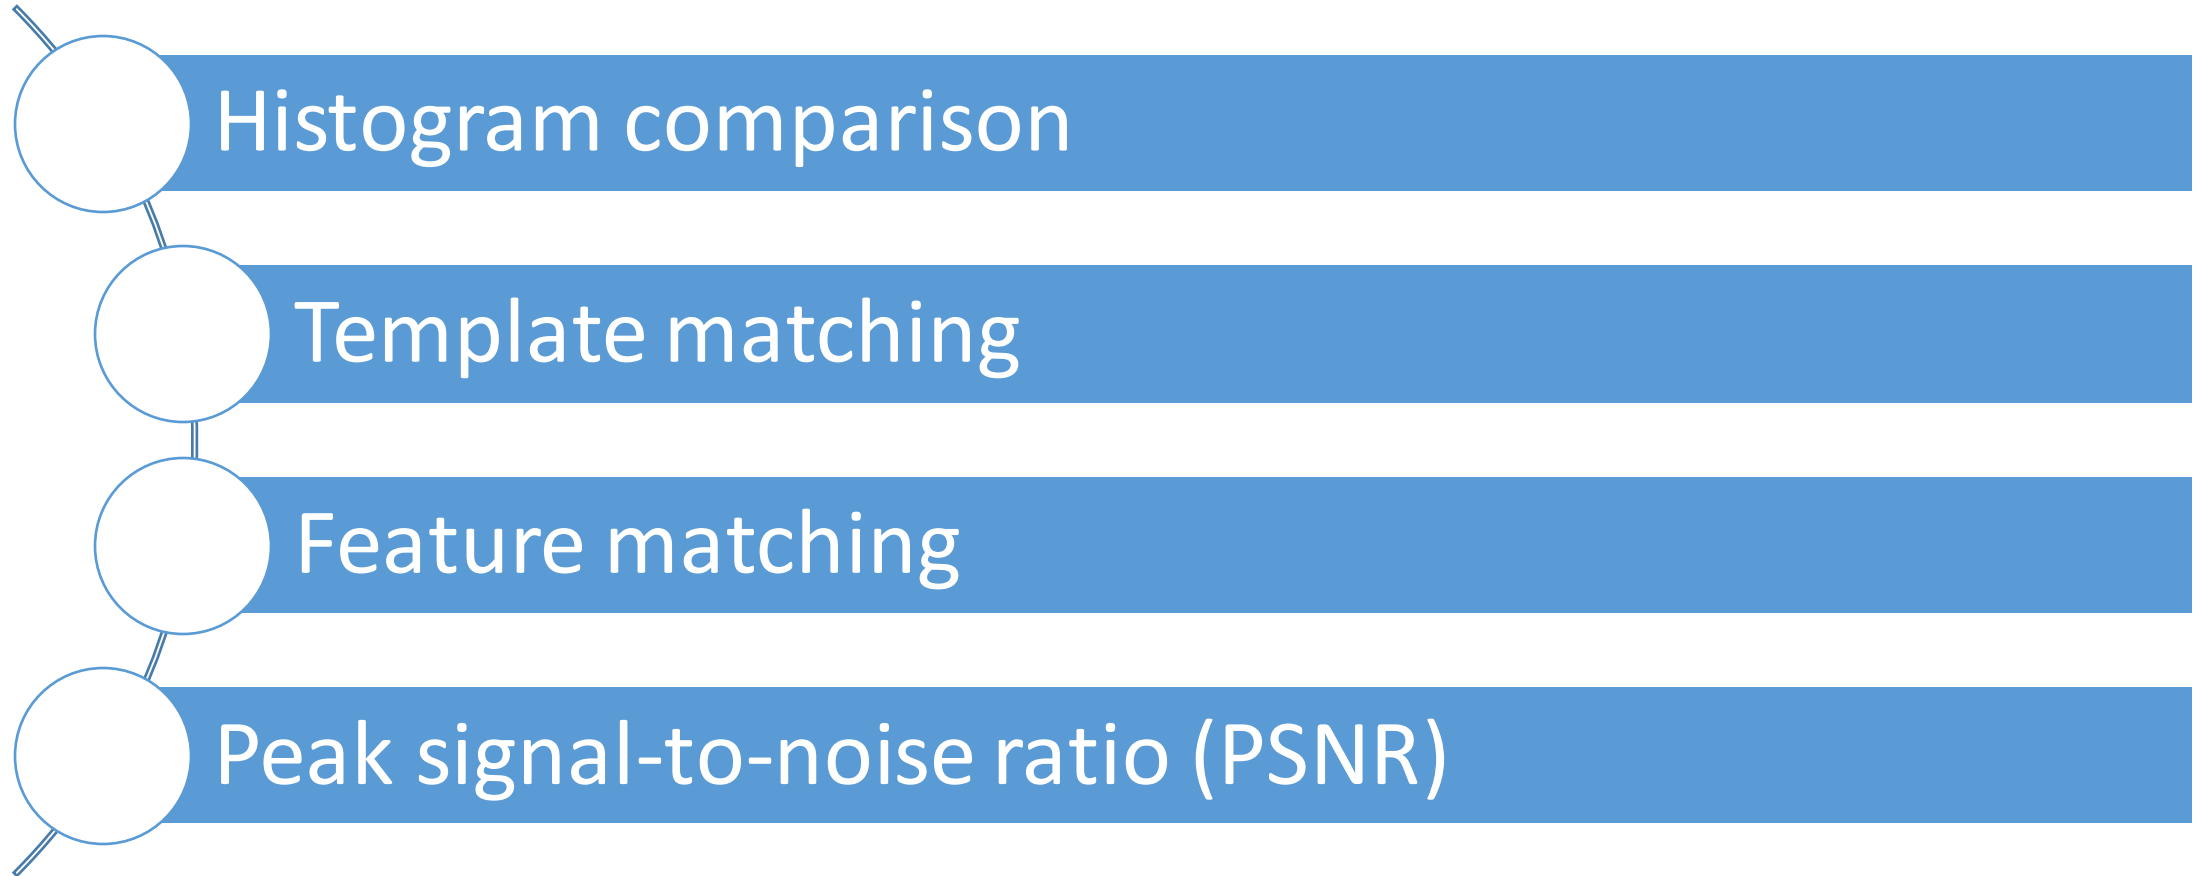 Histogram comparison
Template matching
Feature matching
Peak signal-to-noise ratio (PSNR)